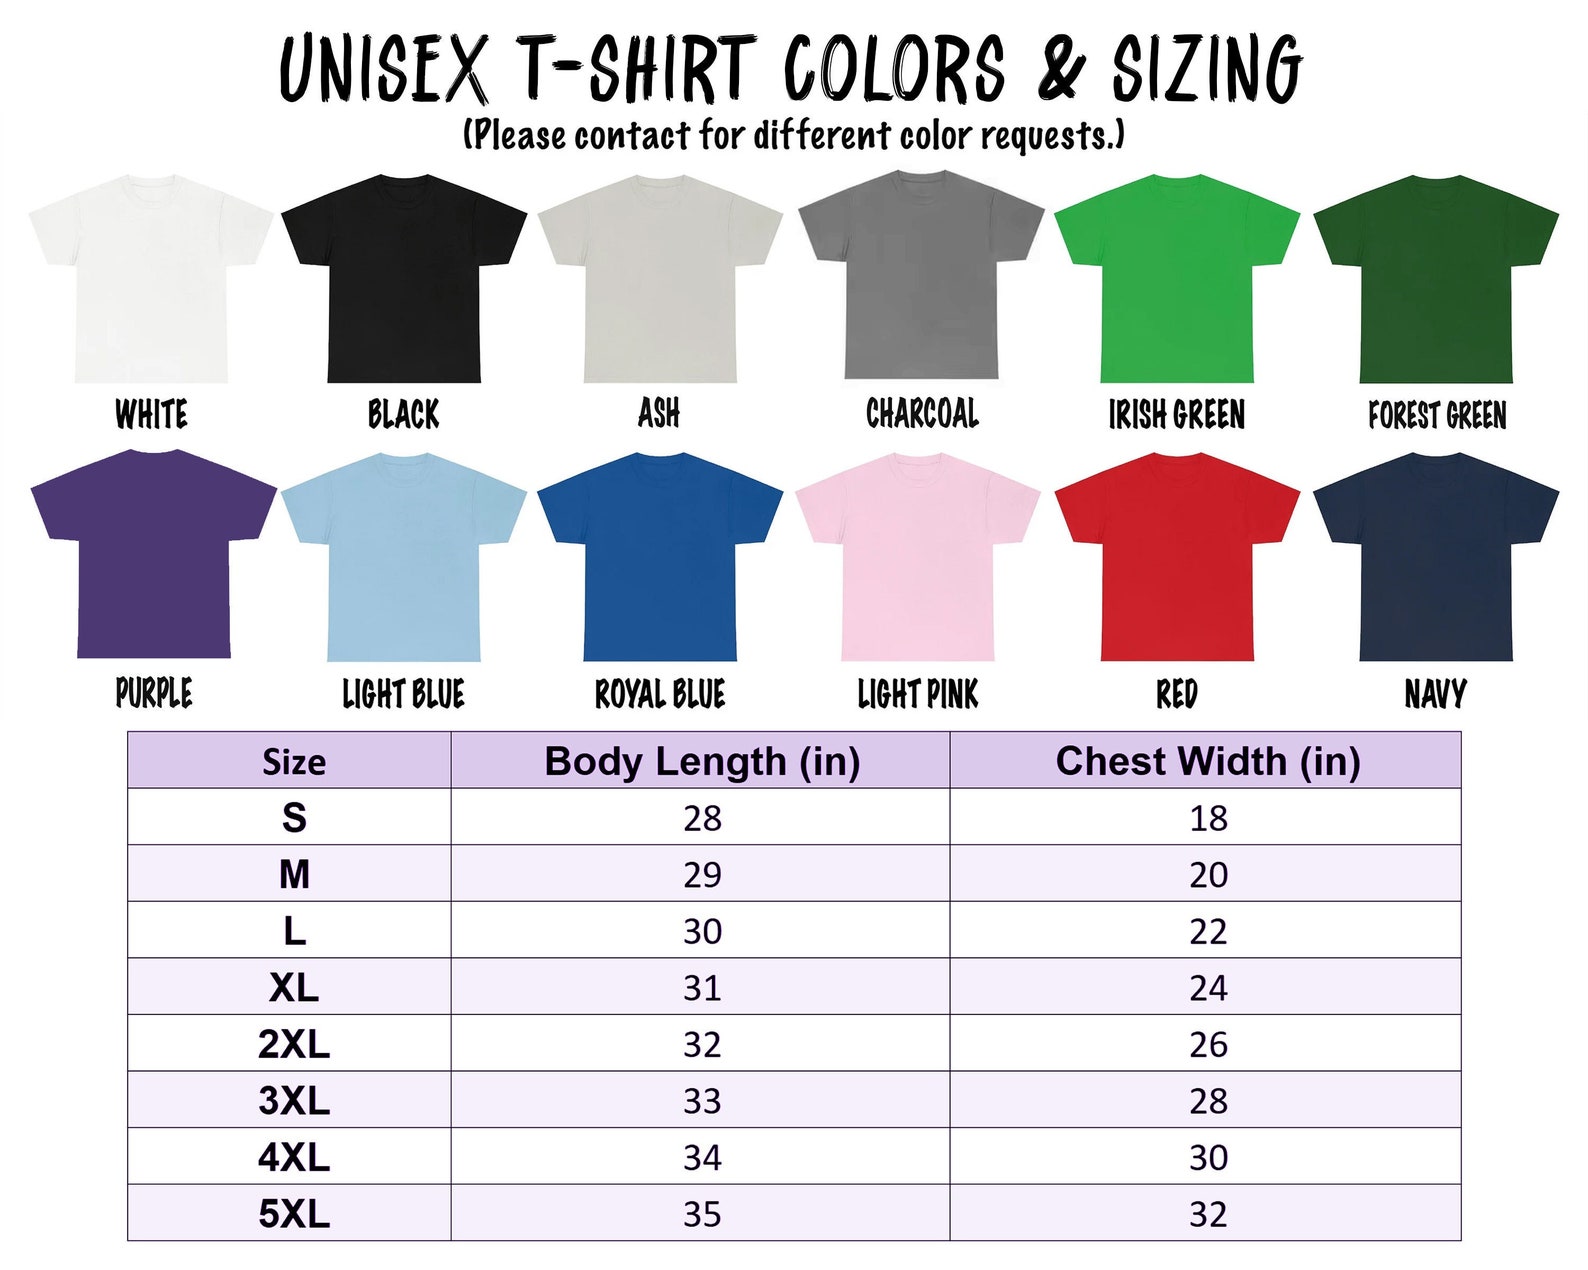 UNISEX T-SHIRT COLORS & SIZING
(Please contact for different color requests.)
WHITE BLACK ASH CHARCOAL IRISH GREEN FOREST GREEN
PURPLE LIGHT BLUE ROYAL BLUE LIGHT PINK RED NAVY
Size Body Length (in) Chest Width (in)
S 28 18
M 29 20
L 30 22
XL 31 24
2XL 32 26
3XL 33 28
4XL 34 30
5XL 35 32